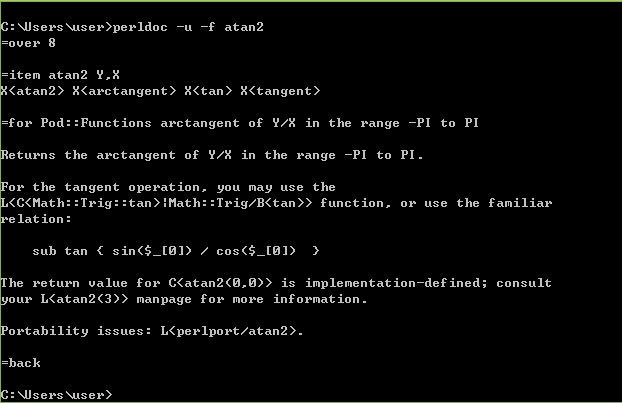 C:\Users\user>perldoc -u -f atan2
=over 8
=item atan2 Y,X
X<atan2> X<arctangent> X<tan> X<tangent>
=for Pod::Functions arctangent of Y/X in the range -PI to PI
Returns the arctangent of Y/X in the range -PI to PI.
For the tangent operation, you may use the
L<C<Math::Trig::tan>|Math::Trig/B<tan>> function, or use the familiar
relation:
    sub tan { sin($_[0]) / cos($_[0])  }
The return value for C<atan2(0,0)> is implementation-defined; consult
your L<atan2(3)> manpage for more information.
Portability issues: L<perlport/atan2>.
=back
C:\Users\user>